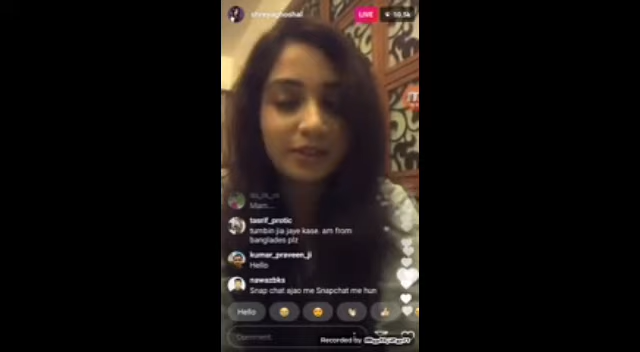 shreyaghoshal
LIVE
10.5k
Mam...
tasrif_protic
tumbin jia jaye kase. am from
banglades plz
kumar_praveen_ji
Hello
nawazbks
Snap chat ajao me Snapchat me hun
Hello
Comment
Recorded by